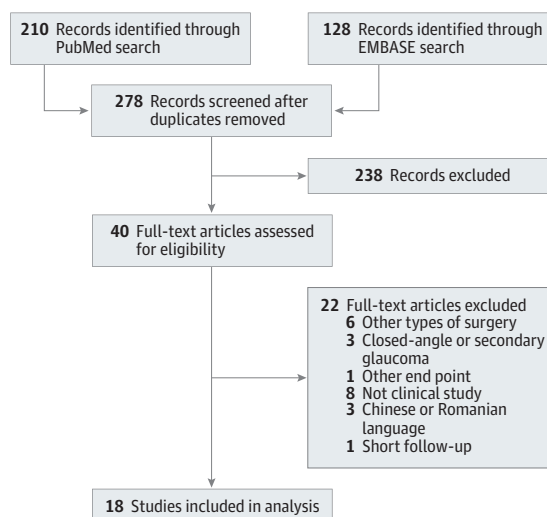 210 Records identified through
PubMed search
128 Records identified through
EMBASE search
278 Records screened after
duplicates removed
238 Records excluded
40 Full-text articles assessed
for eligibility
22 Full-text articles excluded
6 Other types of surgery
3 Closed-angle or secondary
glaucoma
1 Other end point
8 Not clinical study
3 Chinese or Romanian
language
1 Short follow-up
18 Studies included in analysis